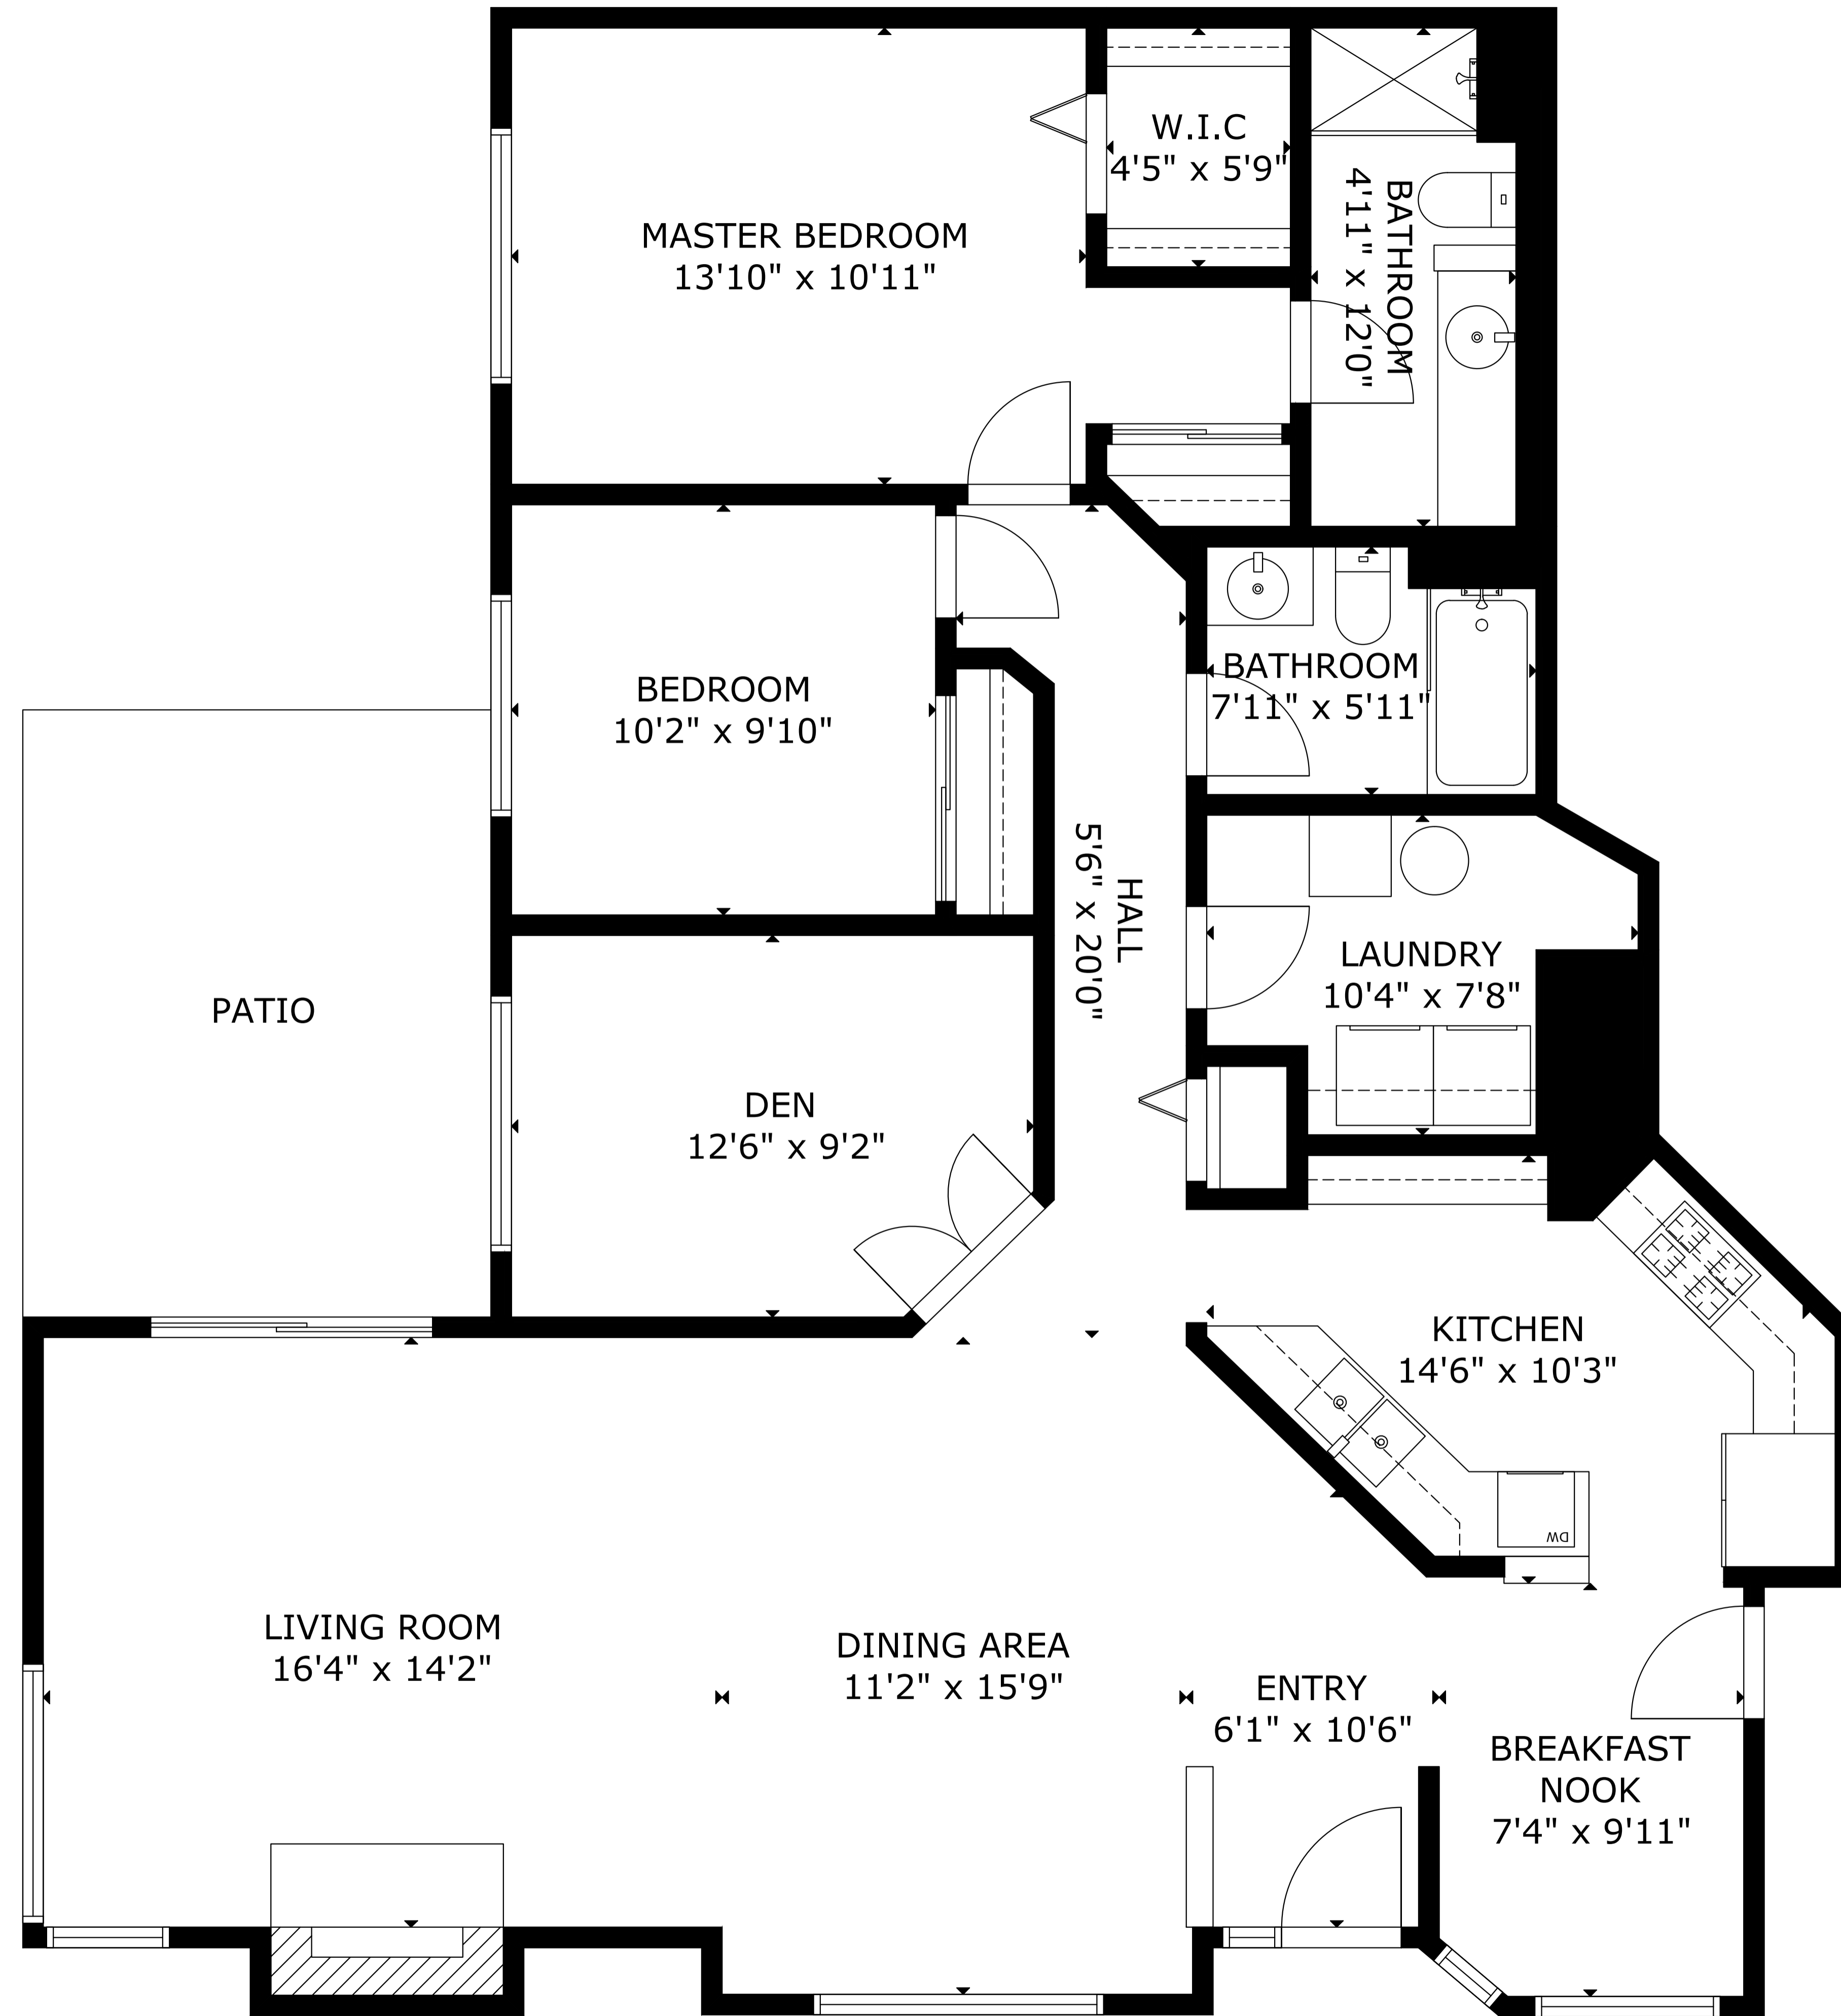 W.I.C
4'5" x 5'9"
BATHROOM
4'11" x 12'0"
MASTER BEDROOM
13'10" x 10'11"
BATHROOM
7'11" x 5'11"
BEDROOM
10'2" x 9'10"
HALL
5'6" x 20'0"
LAUNDRY
10'4" x 7'8"
PATIO
DEN
12'6" x 9'2"
KITCHEN
14'6" x 10'3"
DW
LIVING ROOM
16'4" x 14'2"
DINING AREA
11'2" x 15'9"
ENTRY
6'1" x 10'6"
BREAKFAST
NOOK
7'4" x 9'11"